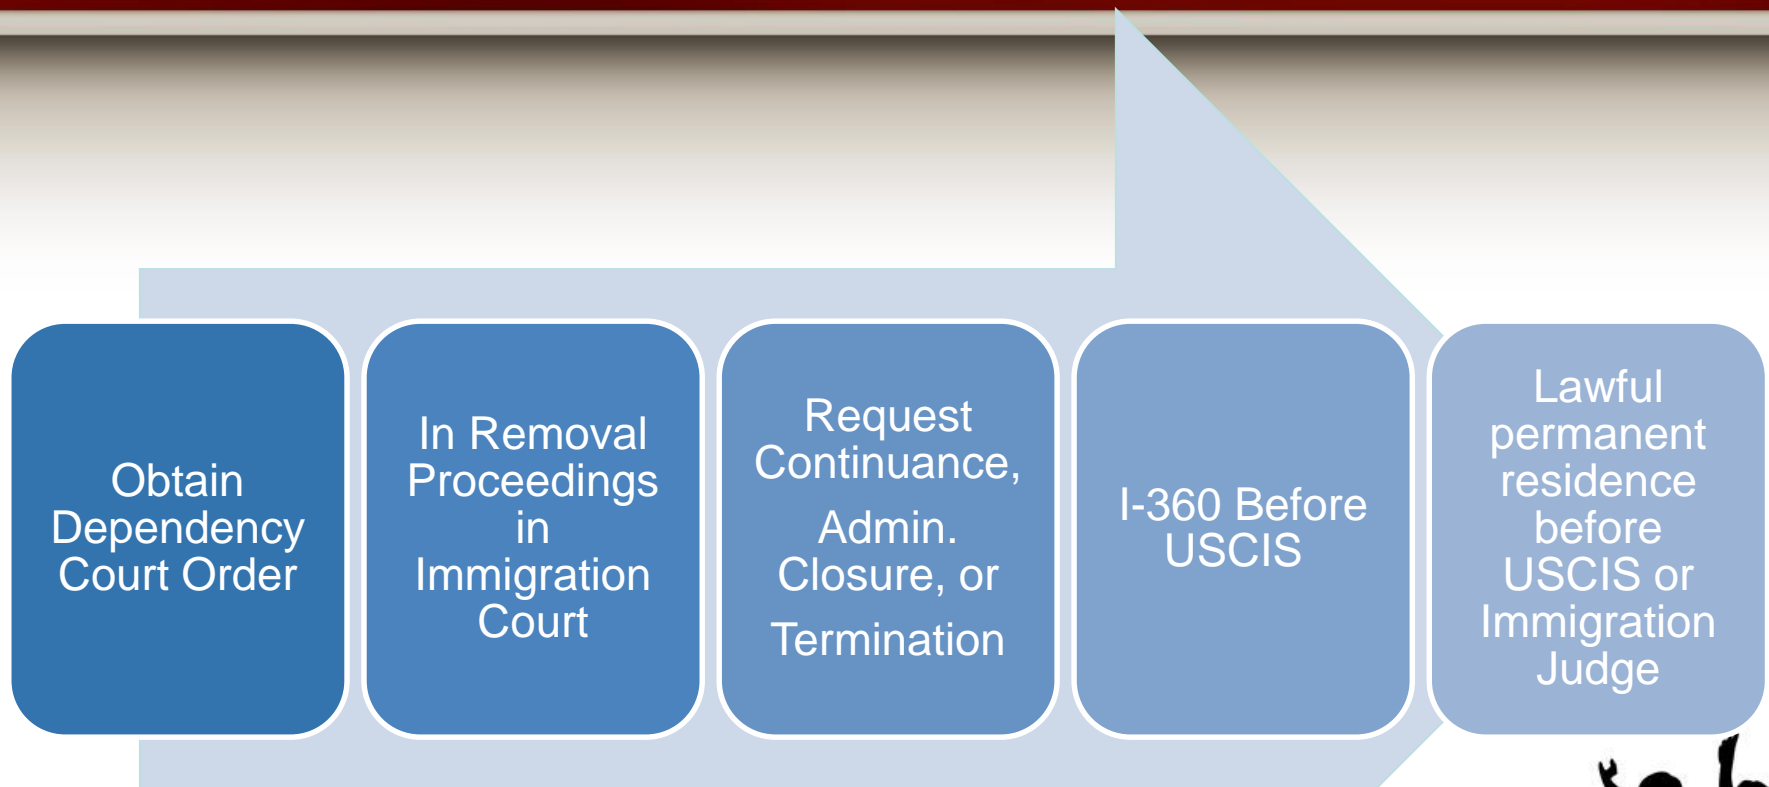 Obtain
Dependency
Court Order
In Removal
Proceedings
in
Immigration
Court
Request
Continuance,
Admin.
Closure, or
Termination
I-360 Before
USCIS
Lawful
permanent
residence
before
USCIS or
Immigration
Judge